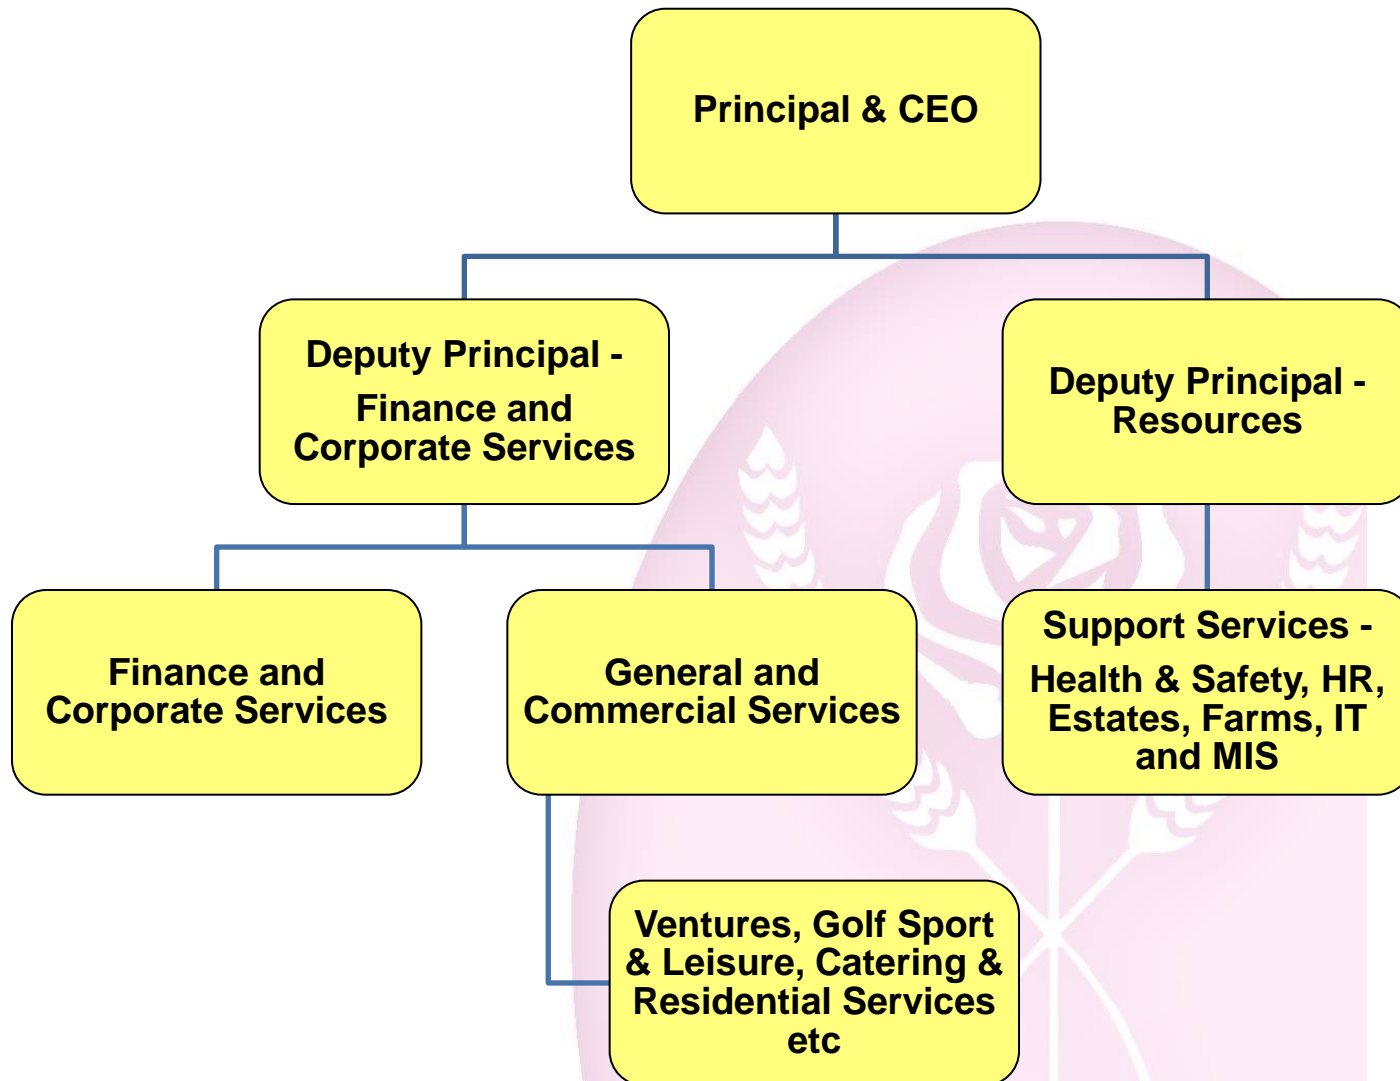 Principal & CEO
Deputy Principal -
Finance and
Corporate Services
Deputy Principal -
Resources
Finance and
Corporate Services
General and
Commercial Services
Support Services -
Health & Safety, HR,
Estates, Farms, IT
and MIS
Ventures, Golf Sport
& Leisure, Catering &
Residential Services
etc